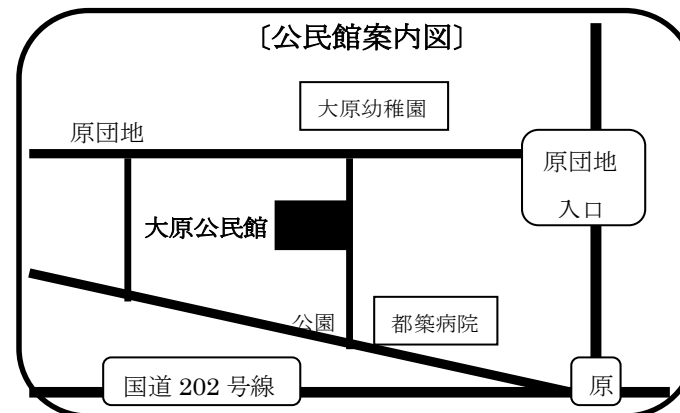 〔公民館案内図〕
大原幼稚園
原団地
原団地
入口
大原公民館
公園
都築病院
国道 202 号線
原